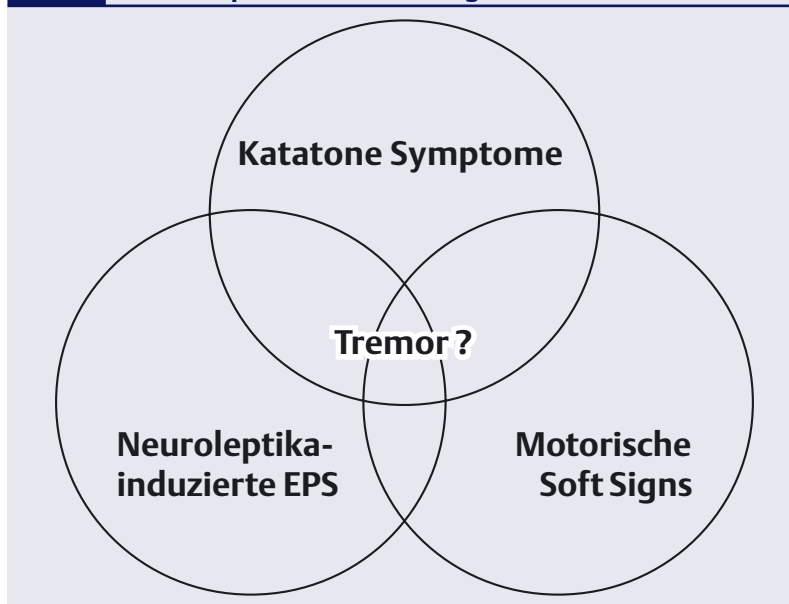 Katatone Symptome
Tremor?
Neuroleptika-
induzierte EPS
Motorische
Soft Signs